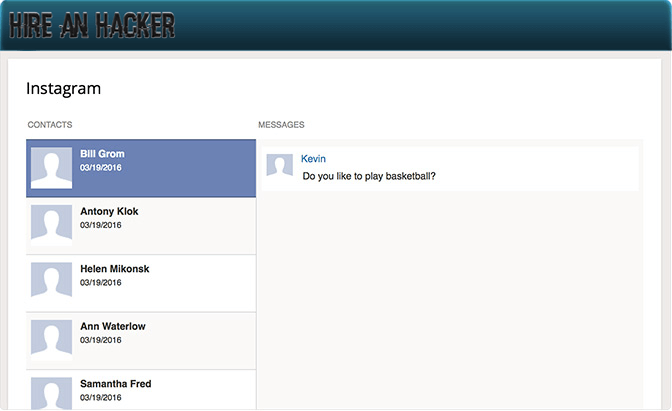 HIRE AN HACKER
Instagram
CONTACTS
MESSAGES
Bill Grom
03/19/2016
Kevin
Do you like to play basketball?
Antony Klok
03/19/2016
Helen Mikonsk
03/19/2016
Ann Waterlow
03/19/2016
Samantha Fred
03/19/2016